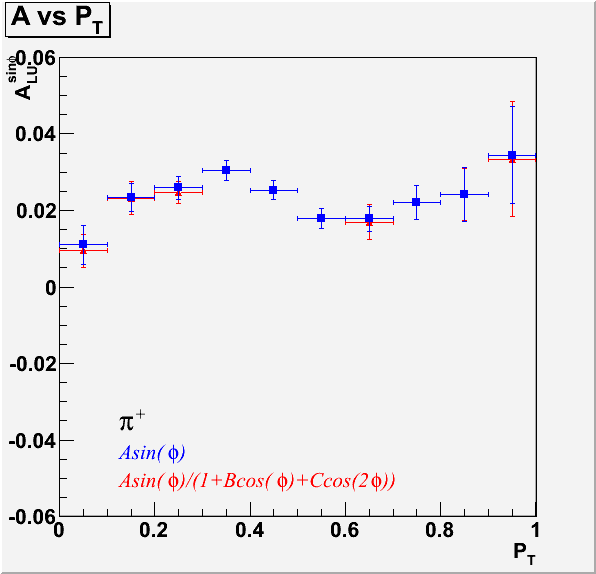 A vs P_T
A_LU^sinϕ
0.06
0.04
0.02
0
-0.02
-0.04
-0.06
π⁺
Asin(ϕ)
Asin(ϕ)/(1+Bcos(ϕ)+Ccos(2ϕ))
0 0.2 0.4 0.6 0.8 1
P_T